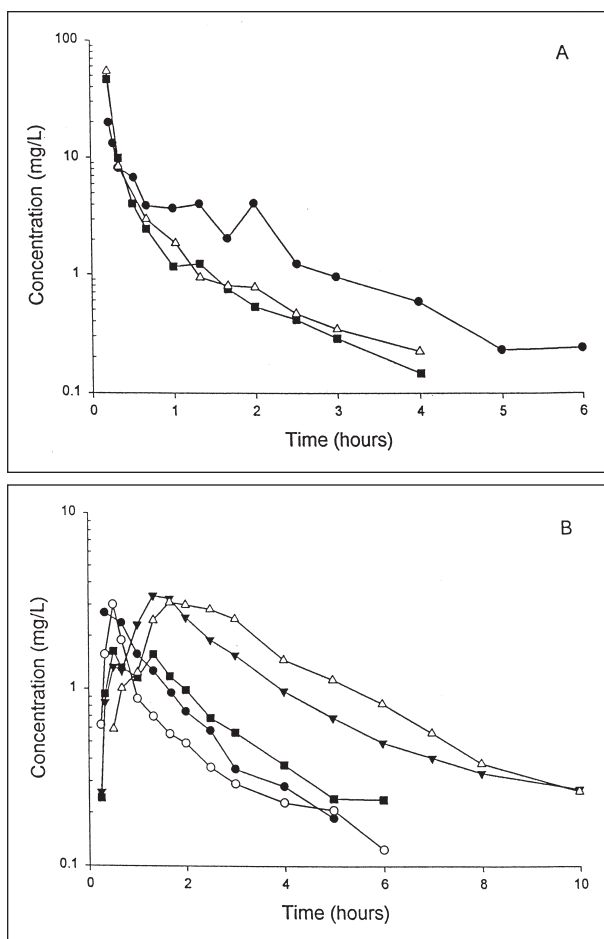 A
Concentration (mg/L)
100
10
1
0.1
0 1 2 3 4 5 6
Time (hours)
B
Concentration (mg/L)
10
1
0.1
0 2 4 6 8 10
Time (hours)